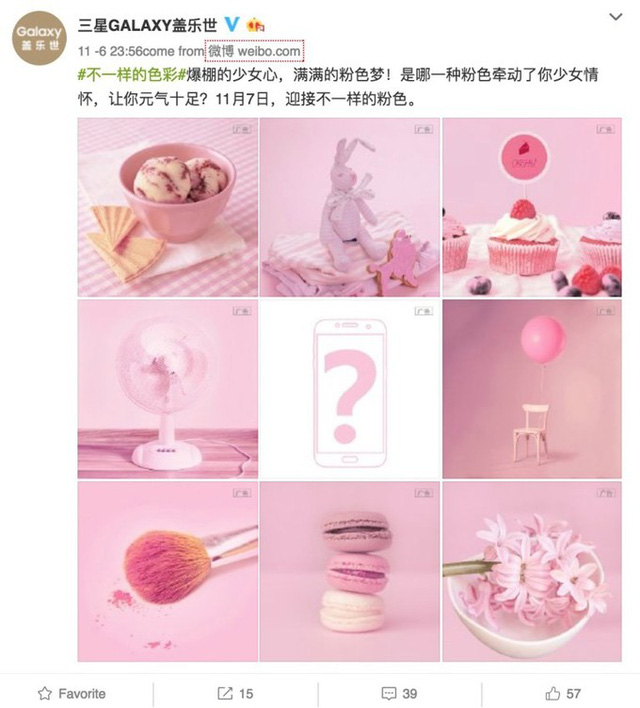 Galaxy
盖乐世
三星GALAXY盖乐世
11 -6 23:56come from 微博 weibo.com
#不一样的色彩#爆棚的少女心，满满的粉色梦！是哪一种粉色牵动了你少女情
怀，让你元气十足？11月7日，迎接不一样的粉色。
广告
广告
广告
广告
?
广告
广告
广告
广告
广告
Favorite
15
39
57